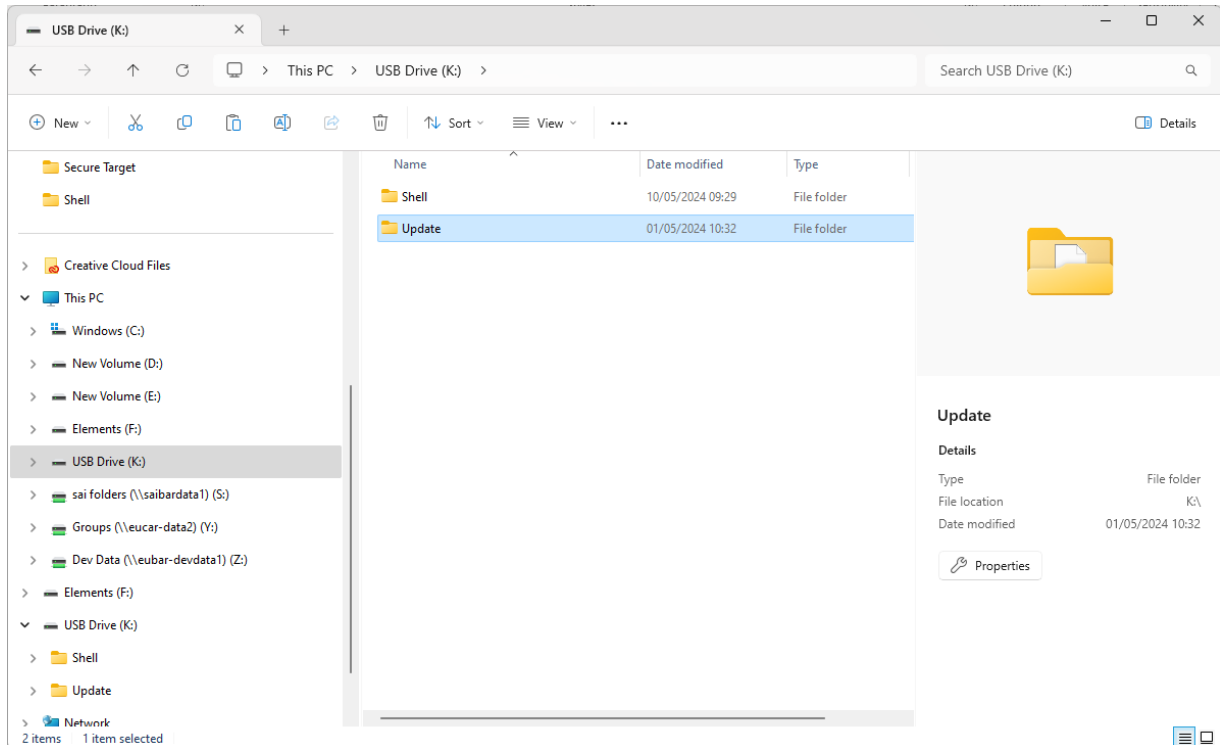 USB Drive (K:)
This PC > USB Drive (K:) >
Search USB Drive (K:)
New
Sort
View
Details
Secure Target
Shell
Creative Cloud Files
This PC
Windows (C:)
New Volume (D:)
New Volume (E:)
Elements (F:)
USB Drive (K:)
sai folders (\\saibardata1) (S:)
Groups (\\eucar-data2) (Y:)
Dev Data (\\eubar-devdata1) (Z:)
Elements (F:)
USB Drive (K:)
Shell
Update
Network
Name Date modified Type
Shell 10/05/2024 09:29 File folder
Update 01/05/2024 10:32 File folder
Update
Details
Type File folder
File location K:\
Date modified 01/05/2024 10:32
Properties
2 items 1 item selected